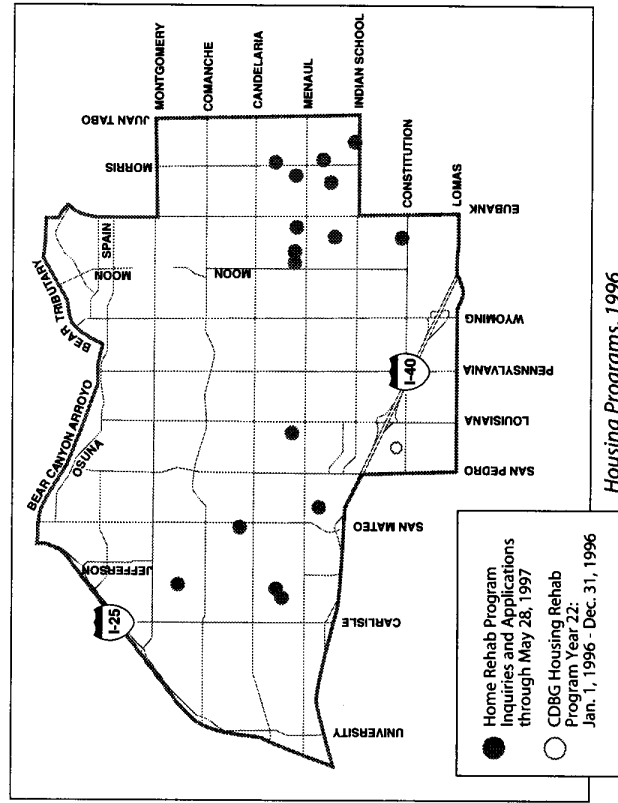 BEAR TRIBUTARY
BEAR CANYON ARROYO
OSUNA
SPAIN
MOON
MOON
JUAN TABO
MORRIS
EUBANK
WYOMING
PENNSYLVANIA
LOUISIANA
SAN PEDRO
SAN MATEO
JEFFERSON
CARLISLE
UNIVERSITY
MONTGOMERY
COMANCHE
CANDELARIA
MENAUL
INDIAN SCHOOL
CONSTITUTION
LOMAS
I-25
I-40
Home Rehab Program
Inquiries and Applications
through May 28, 1997
CDBG Housing Rehab
Program Year 22:
Jan. 1, 1996 - Dec. 31, 1996
Housing Programs, 1996